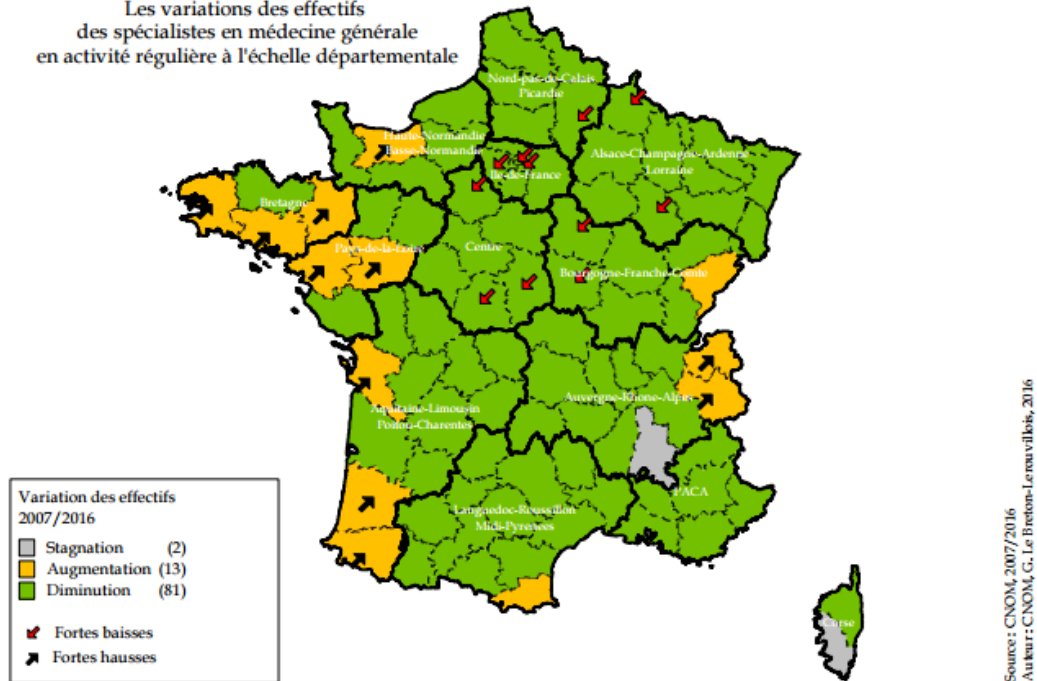 Les variations des effectifs
des spécialistes en médecine générale
en activité régulière à l'échelle départementale
Nord-pas-de-Calais
Picardie
Haute-Normandie
Basse-Normandie
Ile-de-France
Alsace-Champagne-Ardenne
Lorraine
Bretagne
Pays-de-la-Loire
Centre
Bourgogne-Franche-Comte
Auvergne-Rhone-Alpes
Aquitaine-Limousin
Poitou-Charentes
Languedoc-Roussillon
Midi-Pyrenees
PACA
Corse
Variation des effectifs
2007/2016
Stagnation (2)
Augmentation (13)
Diminution (81)
Fortes baisses
Fortes hausses
Source : CNOM, 2007/2016
Auteur : CNOM, G. Le Breton-Lerouvillois, 2016